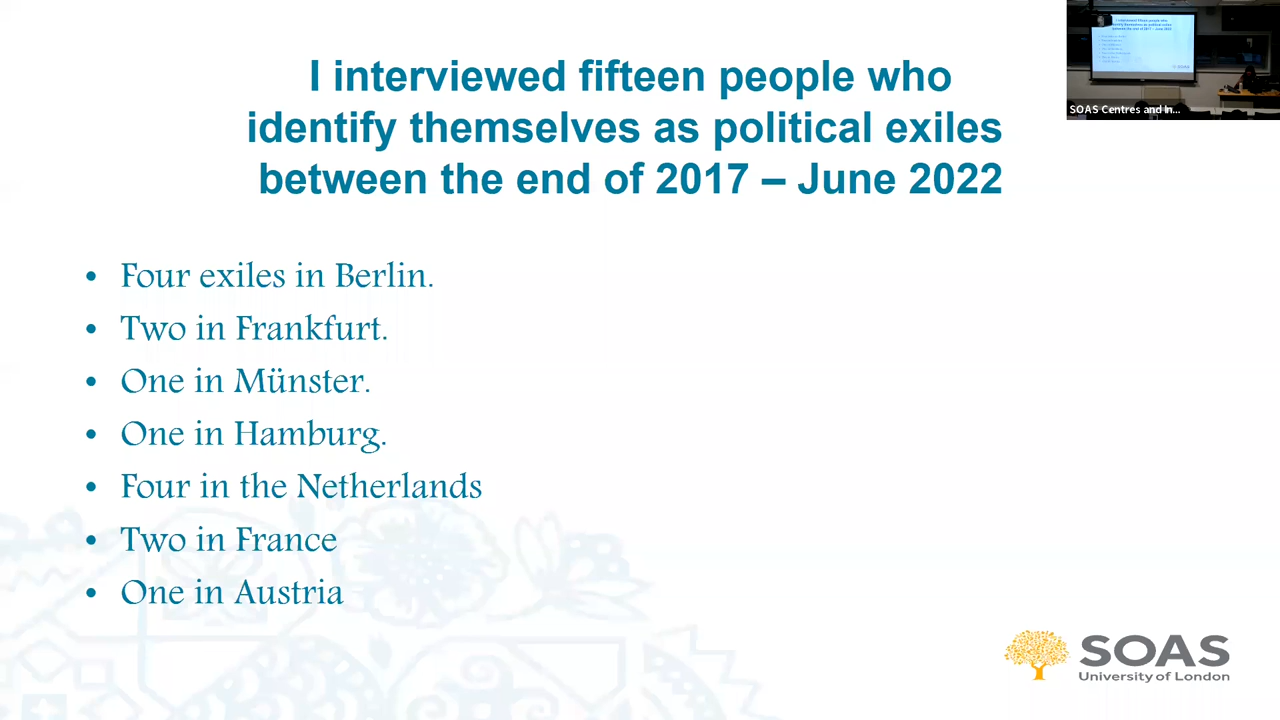 I interviewed fifteen people who
identify themselves as political exiles
between the end of 2017 – June 2022
SOAS Centres and In...
• Four exiles in Berlin.
• Two in Frankfurt.
• One in Münster.
• One in Hamburg.
• Four in the Netherlands
• Two in France
• One in Austria
SOAS
University of London